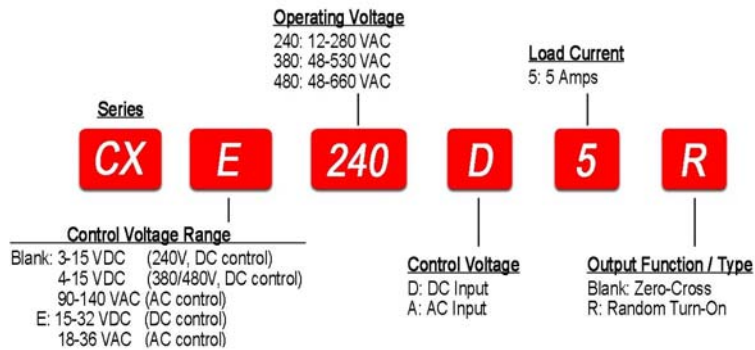 Operating Voltage
240: 12-280 VAC
380: 48-530 VAC
480: 48-660 VAC
Load Current
5: 5 Amps
Series
CX E 240 D 5 R
Control Voltage Range
Blank: 3-15 VDC (240V, DC control)
4-15 VDC (380/480V, DC control)
90-140 VAC (AC control)
E: 15-32 VDC (DC control)
18-36 VAC (AC control)
Control Voltage
D: DC Input
A: AC Input
Output Function / Type
Blank: Zero-Cross
R: Random Turn-On